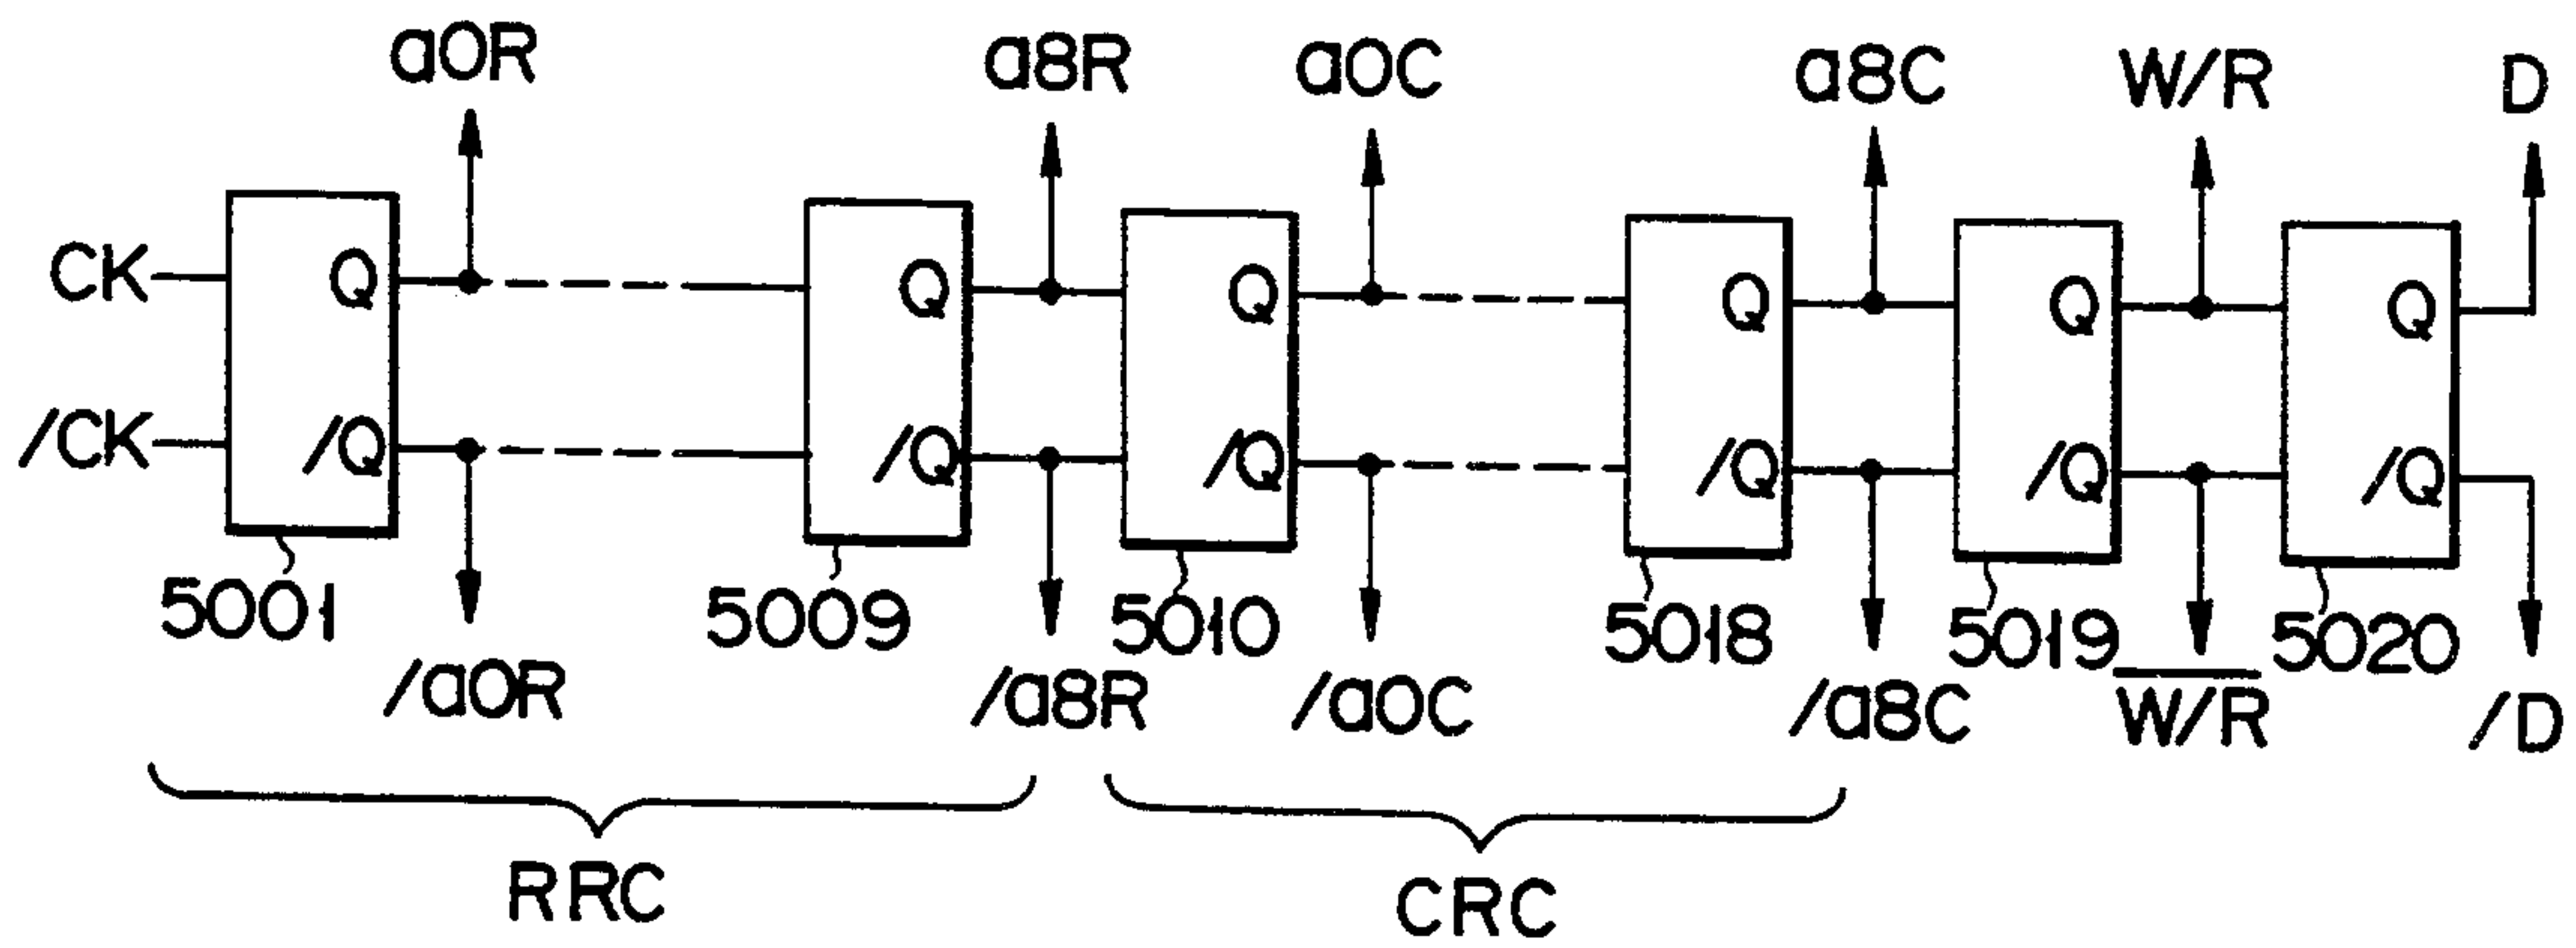 a0R a8R a0C a8C W/R D
CK Q Q Q Q Q Q
/CK /Q /Q /Q /Q /Q /Q
5001 5009 5010 5018 5019 5020
/a0R /a8R /a0C /a8C W̅/̅R̅ /D
RRC CRC